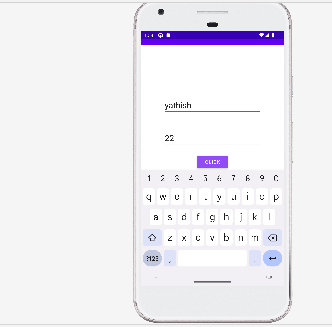 yathish
22
CLICK
1 2 3 4 5 6 7 8 9 0
q w e r t y u i o p
a s d f g h j k l
z x c v b n m
?123 , .